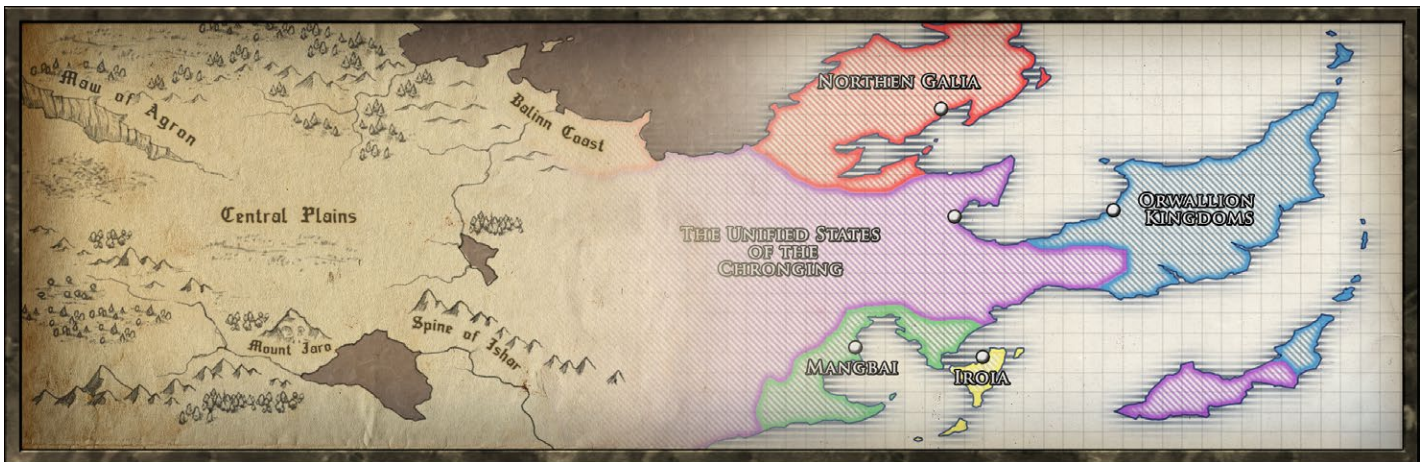 Maw of Agron
Balinn Coast
Central Plains
Mount Jaro
Spine of Ishar
NORTHEN GALIA
ORWALLION
KINGDOMS
THE UNIFIED STATES
OF THE
CHRONGING
MANGBAI
IROIA